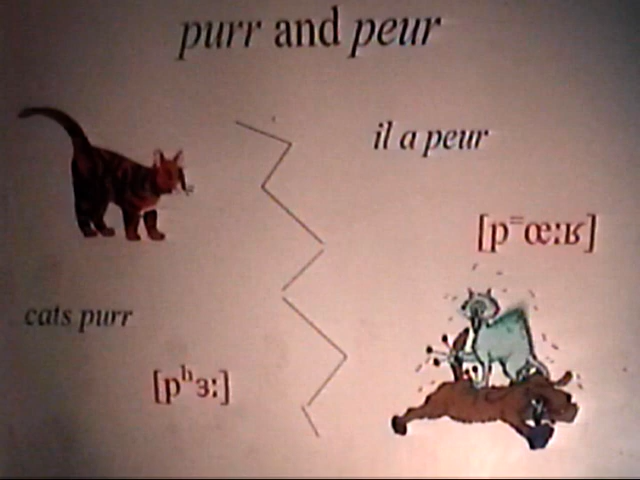 purr and peur
il a peur
[p⁼œːʁ]
cats purr
[pʰɜː]